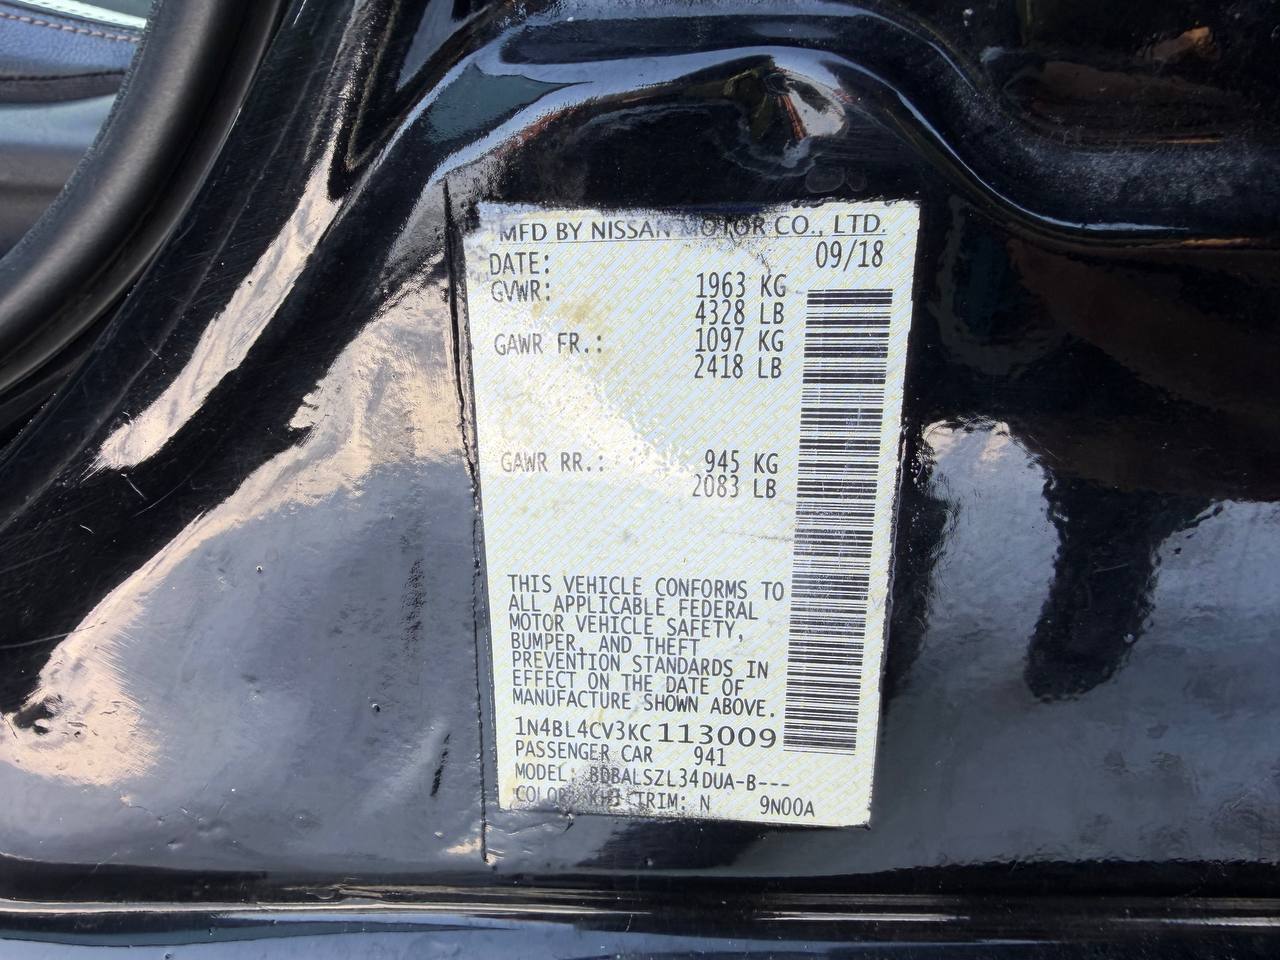 MFD BY NISSAN MOTOR CO., LTD.
DATE: 09/18
GVWR: 1963 KG
4328 LB
GAWR FR.: 1097 KG
2418 LB
GAWR RR.: 945 KG
2083 LB
THIS VEHICLE CONFORMS TO
ALL APPLICABLE FEDERAL
MOTOR VEHICLE SAFETY,
BUMPER, AND THEFT
PREVENTION STANDARDS IN
EFFECT ON THE DATE OF
MANUFACTURE SHOWN ABOVE.
1N4BL4CV3KC113009
PASSENGER CAR 941
MODEL: BDBALSZL34DUA-B---
COLOR: KH3 TRIM: N 9N00A